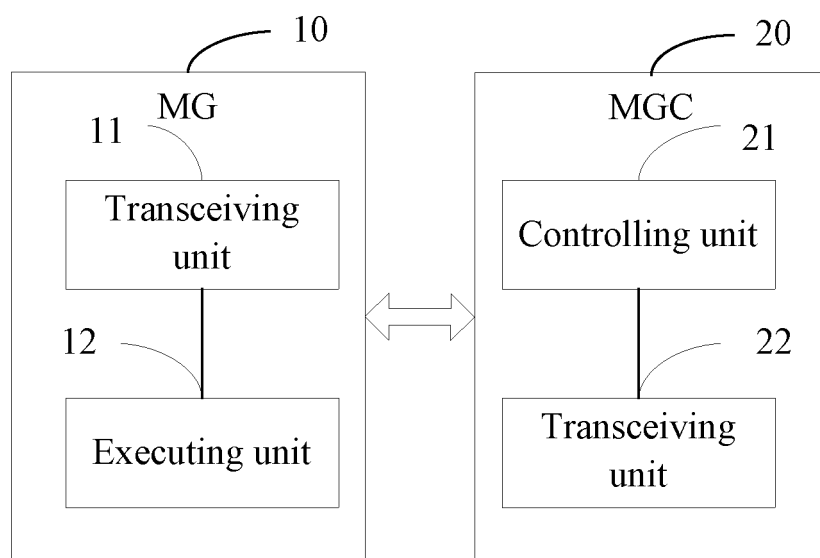 10
MG
11
Transceiving
unit
12
Executing unit
20
MGC
21
Controlling unit
22
Transceiving
unit